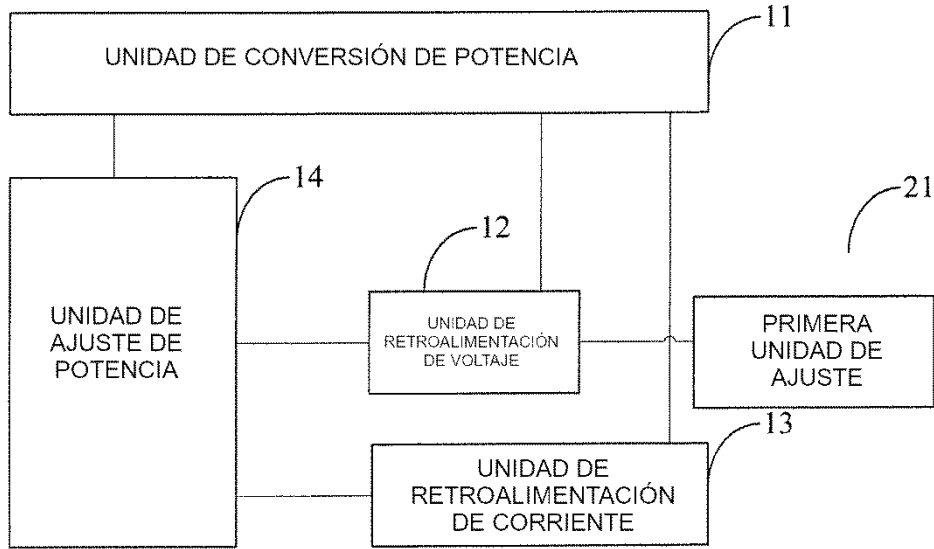 11
UNIDAD DE CONVERSIÓN DE POTENCIA
14
21
12
UNIDAD DE
AJUSTE DE
POTENCIA
UNIDAD DE
RETROALIMENTACIÓN
DE VOLTAJE
PRIMERA
UNIDAD DE
AJUSTE
13
UNIDAD DE
RETROALIMENTACIÓN
DE CORRIENTE